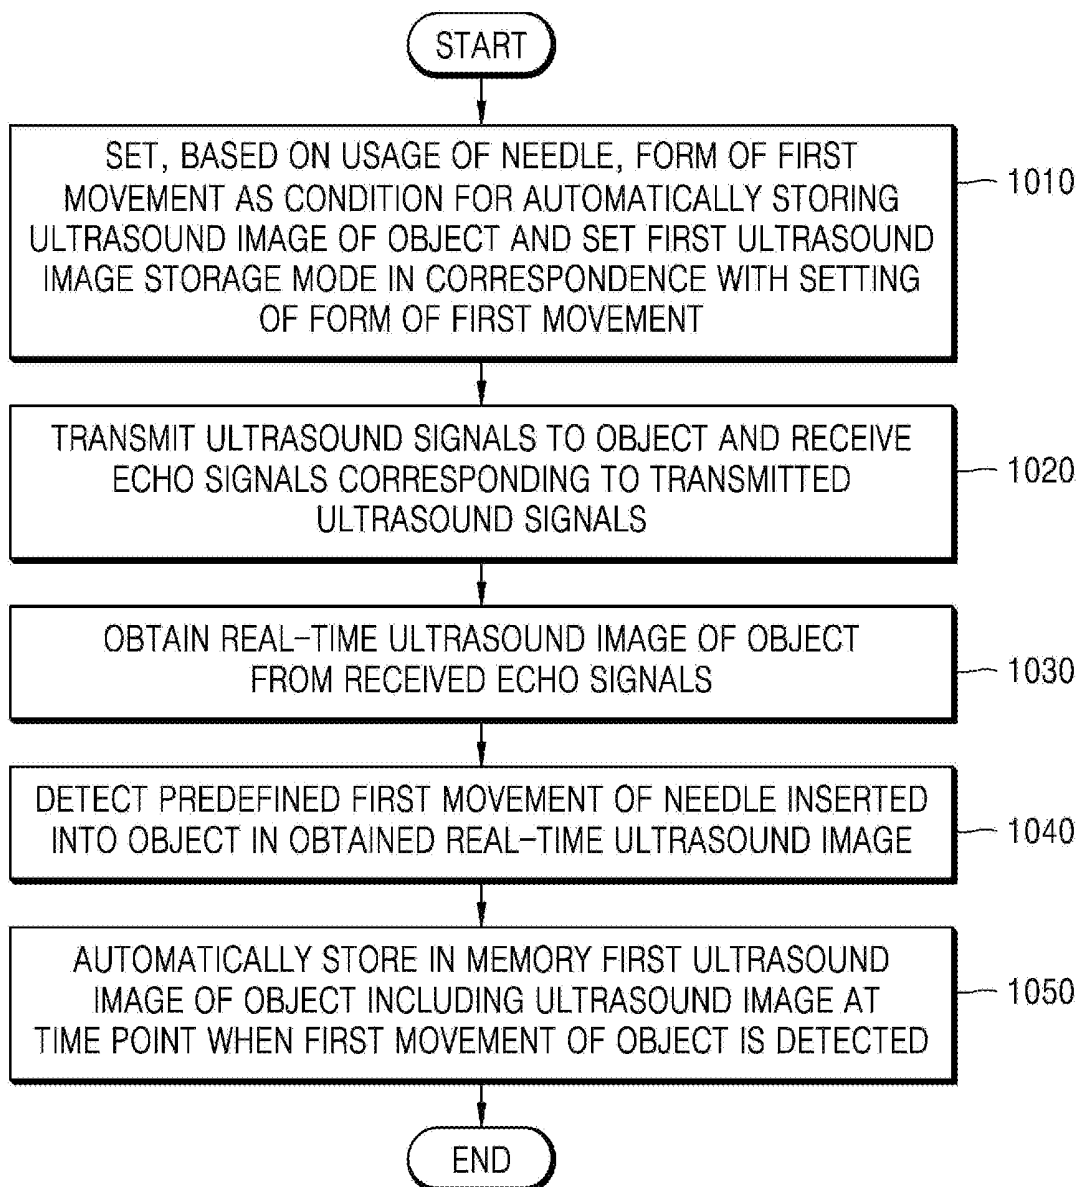 START
SET, BASED ON USAGE OF NEEDLE, FORM OF FIRST
MOVEMENT AS CONDITION FOR AUTOMATICALLY STORING
ULTRASOUND IMAGE OF OBJECT AND SET FIRST ULTRASOUND
IMAGE STORAGE MODE IN CORRESPONDENCE WITH SETTING
OF FORM OF FIRST MOVEMENT
1010
TRANSMIT ULTRASOUND SIGNALS TO OBJECT AND RECEIVE
ECHO SIGNALS CORRESPONDING TO TRANSMITTED
ULTRASOUND SIGNALS
1020
OBTAIN REAL-TIME ULTRASOUND IMAGE OF OBJECT
FROM RECEIVED ECHO SIGNALS
1030
DETECT PREDEFINED FIRST MOVEMENT OF NEEDLE INSERTED
INTO OBJECT IN OBTAINED REAL-TIME ULTRASOUND IMAGE
1040
AUTOMATICALLY STORE IN MEMORY FIRST ULTRASOUND
IMAGE OF OBJECT INCLUDING ULTRASOUND IMAGE AT
TIME POINT WHEN FIRST MOVEMENT OF OBJECT IS DETECTED
1050
END